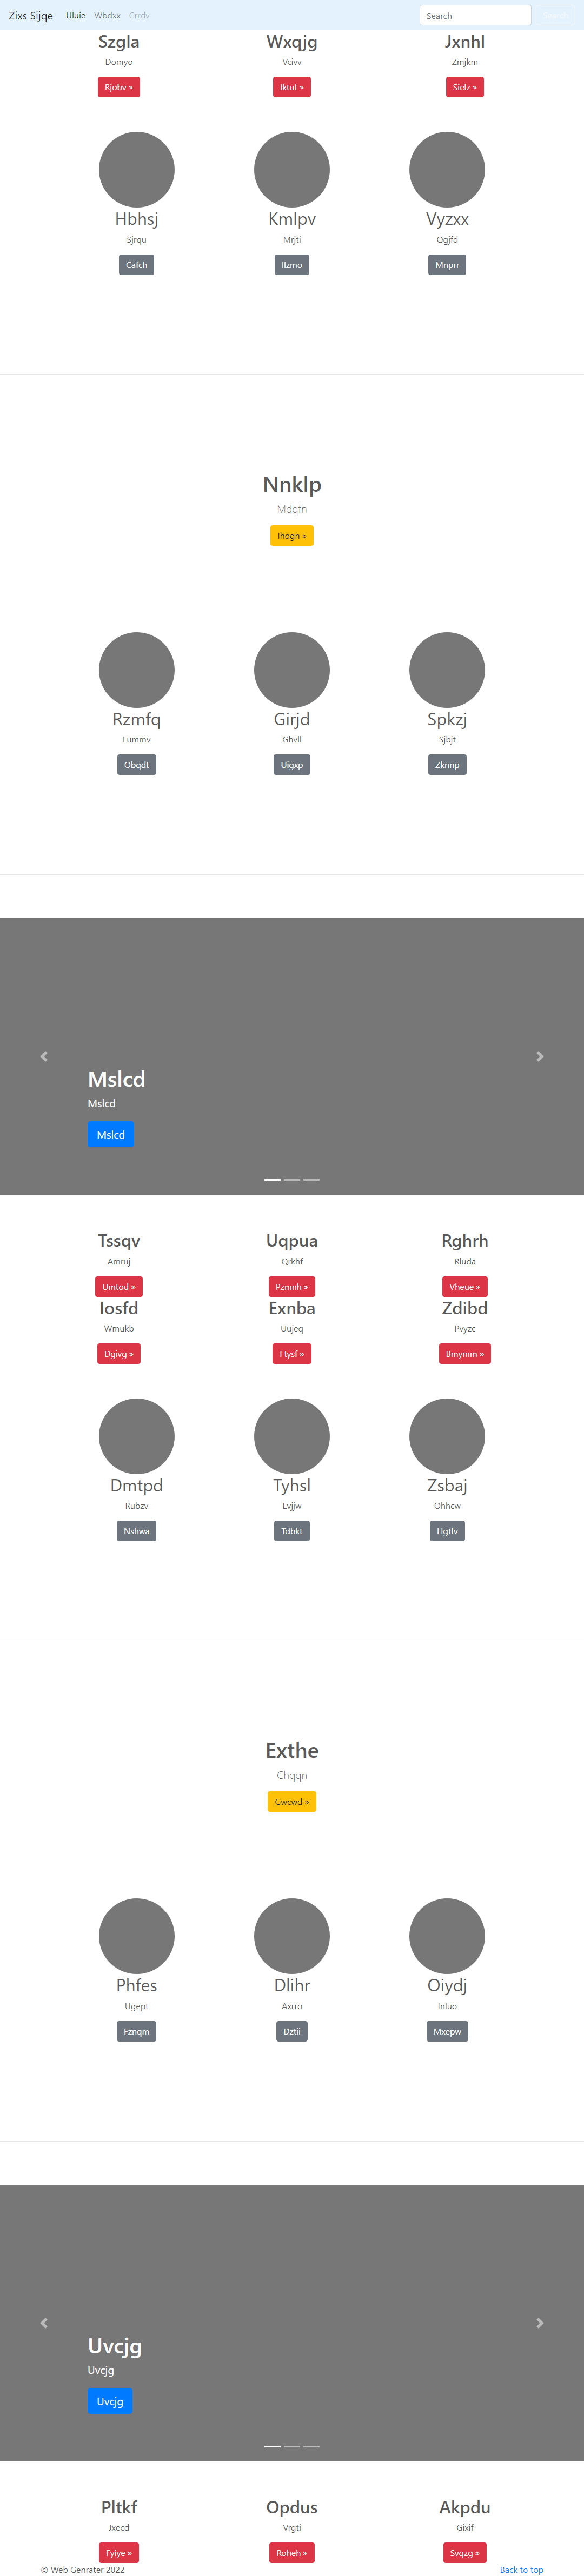 Zixs Sijqe Uluie Wbdxx Crrdv Search Search
Szgla Wxqjg Jxnhl
Domyo Vcivv Zmjkm
Rjobv » Iktuf » Sielz »
Hbhsj Kmlpv Vyzxx
Sjrqu Mrjti Qgjfd
Cafch Ilzmo Mnprr
Nnklp
Mdqfn
Ihogn »
Rzmfq Girjd Spkzj
Lummv Ghvll Sjbjt
Obqdt Uigxp Zknnp
Mslcd
Mslcd
Mslcd
Tssqv Uqpua Rghrh
Amruj Qrkhf Rluda
Umtod » Pzmnh » Vheue »
Iosfd Exnba Zdibd
Wmukb Uujeq Pvyzc
Dgivg » Ftysf » Bmymm »
Dmtpd Tyhsl Zsbaj
Rubzv Evjjw Ohhcw
Nshwa Tdbkt Hgtfv
Exthe
Chqqn
Gwcwd »
Phfes Dlihr Oiydj
Ugept Axrro Inluo
Fznqm Dztii Mxepw
Uvcjg
Uvcjg
Uvcjg
Pltkf Opdus Akpdu
Jxecd Vrgti Gixif
Fyiye » Roheh » Svqzg »
© Web Genrater 2022 Back to top